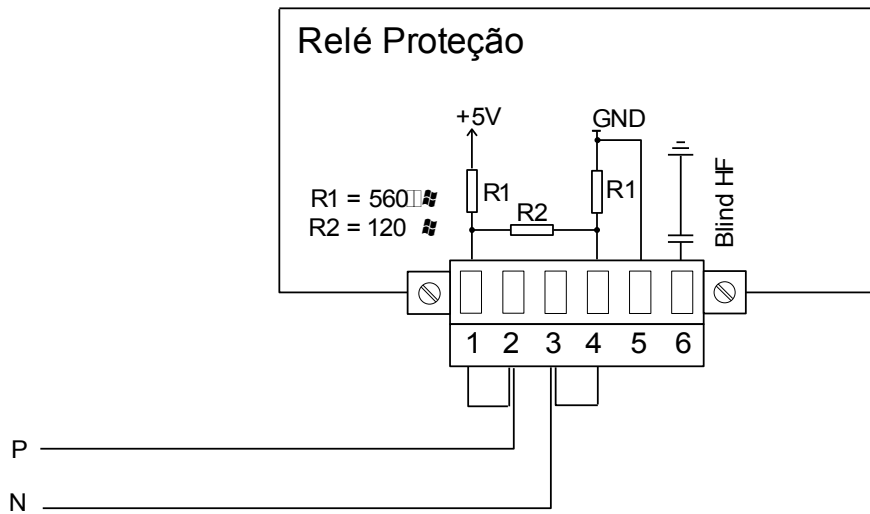 Relé Proteção
+5V
GND
R1
R1
R2
R1 = 560
R2 = 120
Blind HF
1 2 3 4 5 6
P
N